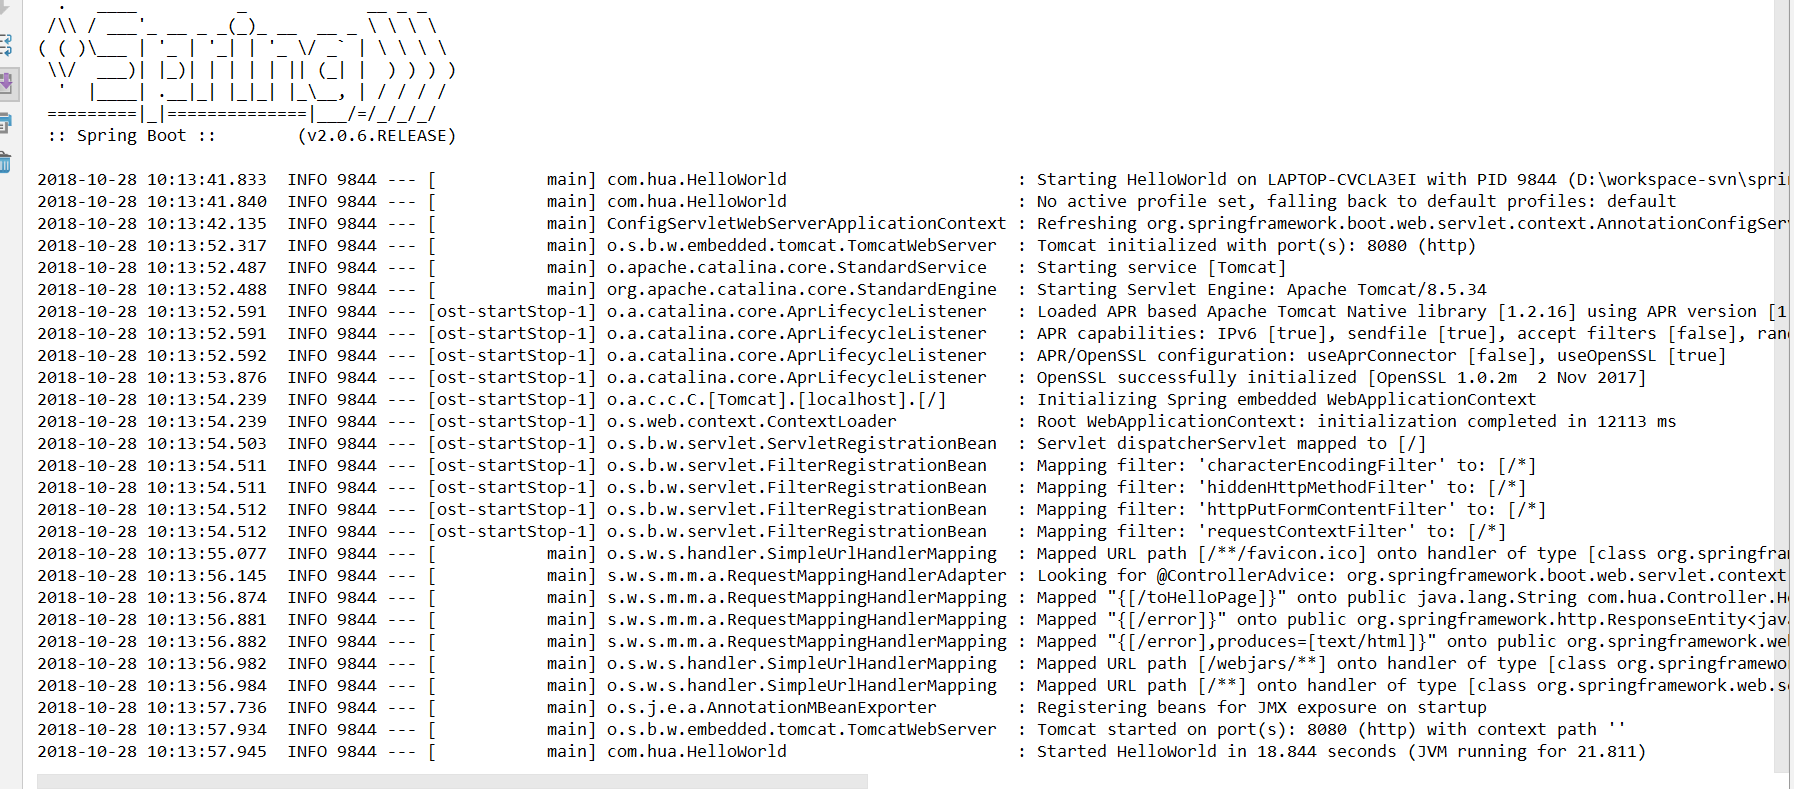 .   ____          _            __ _ _
 /\\ / ___'_ __ _ _(_)_ __  __ _ \ \ \ \
( ( )\___ | '_ | '_| | '_ \/ _` | \ \ \ \
 \\/  ___)| |_)| | | | | || (_| |  ) ) ) )
  '  |____| .__|_| |_|_| |_\__, | / / / /
 =========|_|==============|___/=/_/_/_/
 :: Spring Boot ::        (v2.0.6.RELEASE)
2018-10-28 10:13:41.833  INFO 9844 --- [           main] com.hua.HelloWorld                       : Starting HelloWorld on LAPTOP-CVCLA3EI with PID 9844 (D:\workspace-svn\spri
2018-10-28 10:13:41.840  INFO 9844 --- [           main] com.hua.HelloWorld                       : No active profile set, falling back to default profiles: default
2018-10-28 10:13:42.135  INFO 9844 --- [           main] ConfigServletWebServerApplicationContext : Refreshing org.springframework.boot.web.servlet.context.AnnotationConfigSer
2018-10-28 10:13:52.317  INFO 9844 --- [           main] o.s.b.w.embedded.tomcat.TomcatWebServer  : Tomcat initialized with port(s): 8080 (http)
2018-10-28 10:13:52.487  INFO 9844 --- [           main] o.apache.catalina.core.StandardService   : Starting service [Tomcat]
2018-10-28 10:13:52.488  INFO 9844 --- [           main] org.apache.catalina.core.StandardEngine  : Starting Servlet Engine: Apache Tomcat/8.5.34
2018-10-28 10:13:52.591  INFO 9844 --- [ost-startStop-1] o.a.catalina.core.AprLifecycleListener   : Loaded APR based Apache Tomcat Native library [1.2.16] using APR version [1
2018-10-28 10:13:52.591  INFO 9844 --- [ost-startStop-1] o.a.catalina.core.AprLifecycleListener   : APR capabilities: IPv6 [true], sendfile [true], accept filters [false], ran
2018-10-28 10:13:52.592  INFO 9844 --- [ost-startStop-1] o.a.catalina.core.AprLifecycleListener   : APR/OpenSSL configuration: useAprConnector [false], useOpenSSL [true]
2018-10-28 10:13:53.876  INFO 9844 --- [ost-startStop-1] o.a.catalina.core.AprLifecycleListener   : OpenSSL successfully initialized [OpenSSL 1.0.2m  2 Nov 2017]
2018-10-28 10:13:54.239  INFO 9844 --- [ost-startStop-1] o.a.c.c.C.[Tomcat].[localhost].[/]       : Initializing Spring embedded WebApplicationContext
2018-10-28 10:13:54.239  INFO 9844 --- [ost-startStop-1] o.s.web.context.ContextLoader            : Root WebApplicationContext: initialization completed in 12113 ms
2018-10-28 10:13:54.503  INFO 9844 --- [ost-startStop-1] o.s.b.w.servlet.ServletRegistrationBean  : Servlet dispatcherServlet mapped to [/]
2018-10-28 10:13:54.511  INFO 9844 --- [ost-startStop-1] o.s.b.w.servlet.FilterRegistrationBean   : Mapping filter: 'characterEncodingFilter' to: [/*]
2018-10-28 10:13:54.511  INFO 9844 --- [ost-startStop-1] o.s.b.w.servlet.FilterRegistrationBean   : Mapping filter: 'hiddenHttpMethodFilter' to: [/*]
2018-10-28 10:13:54.512  INFO 9844 --- [ost-startStop-1] o.s.b.w.servlet.FilterRegistrationBean   : Mapping filter: 'httpPutFormContentFilter' to: [/*]
2018-10-28 10:13:54.512  INFO 9844 --- [ost-startStop-1] o.s.b.w.servlet.FilterRegistrationBean   : Mapping filter: 'requestContextFilter' to: [/*]
2018-10-28 10:13:55.077  INFO 9844 --- [           main] o.s.w.s.handler.SimpleUrlHandlerMapping  : Mapped URL path [/**/favicon.ico] onto handler of type [class org.springfra
2018-10-28 10:13:56.145  INFO 9844 --- [           main] s.w.s.m.m.a.RequestMappingHandlerAdapter : Looking for @ControllerAdvice: org.springframework.boot.web.servlet.context
2018-10-28 10:13:56.874  INFO 9844 --- [           main] s.w.s.m.m.a.RequestMappingHandlerMapping : Mapped "{[/toHelloPage]}" onto public java.lang.String com.hua.Controller.He
2018-10-28 10:13:56.881  INFO 9844 --- [           main] s.w.s.m.m.a.RequestMappingHandlerMapping : Mapped "{[/error]}" onto public org.springframework.http.ResponseEntity<jav
2018-10-28 10:13:56.882  INFO 9844 --- [           main] s.w.s.m.m.a.RequestMappingHandlerMapping : Mapped "{[/error],produces=[text/html]}" onto public org.springframework.we
2018-10-28 10:13:56.982  INFO 9844 --- [           main] o.s.w.s.handler.SimpleUrlHandlerMapping  : Mapped URL path [/webjars/**] onto handler of type [class org.springframewo
2018-10-28 10:13:56.984  INFO 9844 --- [           main] o.s.w.s.handler.SimpleUrlHandlerMapping  : Mapped URL path [/**] onto handler of type [class org.springframework.web.s
2018-10-28 10:13:57.736  INFO 9844 --- [           main] o.s.j.e.a.AnnotationMBeanExporter        : Registering beans for JMX exposure on startup
2018-10-28 10:13:57.934  INFO 9844 --- [           main] o.s.b.w.embedded.tomcat.TomcatWebServer  : Tomcat started on port(s): 8080 (http) with context path ''
2018-10-28 10:13:57.945  INFO 9844 --- [           main] com.hua.HelloWorld                       : Started HelloWorld in 18.844 seconds (JVM running for 21.811)